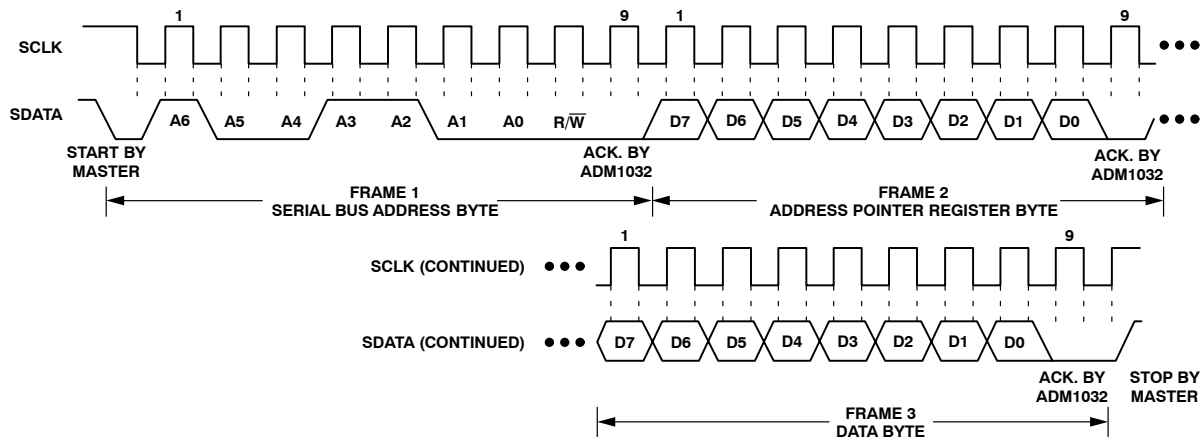 1 9 1 9
SCLK
SDATA A6 A5 A4 A3 A2 A1 A0 R/W̅ D7 D6 D5 D4 D3 D2 D1 D0
START BY
MASTER
ACK. BY
ADM1032
ACK. BY
ADM1032
FRAME 1
SERIAL BUS ADDRESS BYTE
FRAME 2
ADDRESS POINTER REGISTER BYTE
1 9
SCLK (CONTINUED)
SDATA (CONTINUED) D7 D6 D5 D4 D3 D2 D1 D0
ACK. BY
ADM1032
STOP BY
MASTER
FRAME 3
DATA BYTE